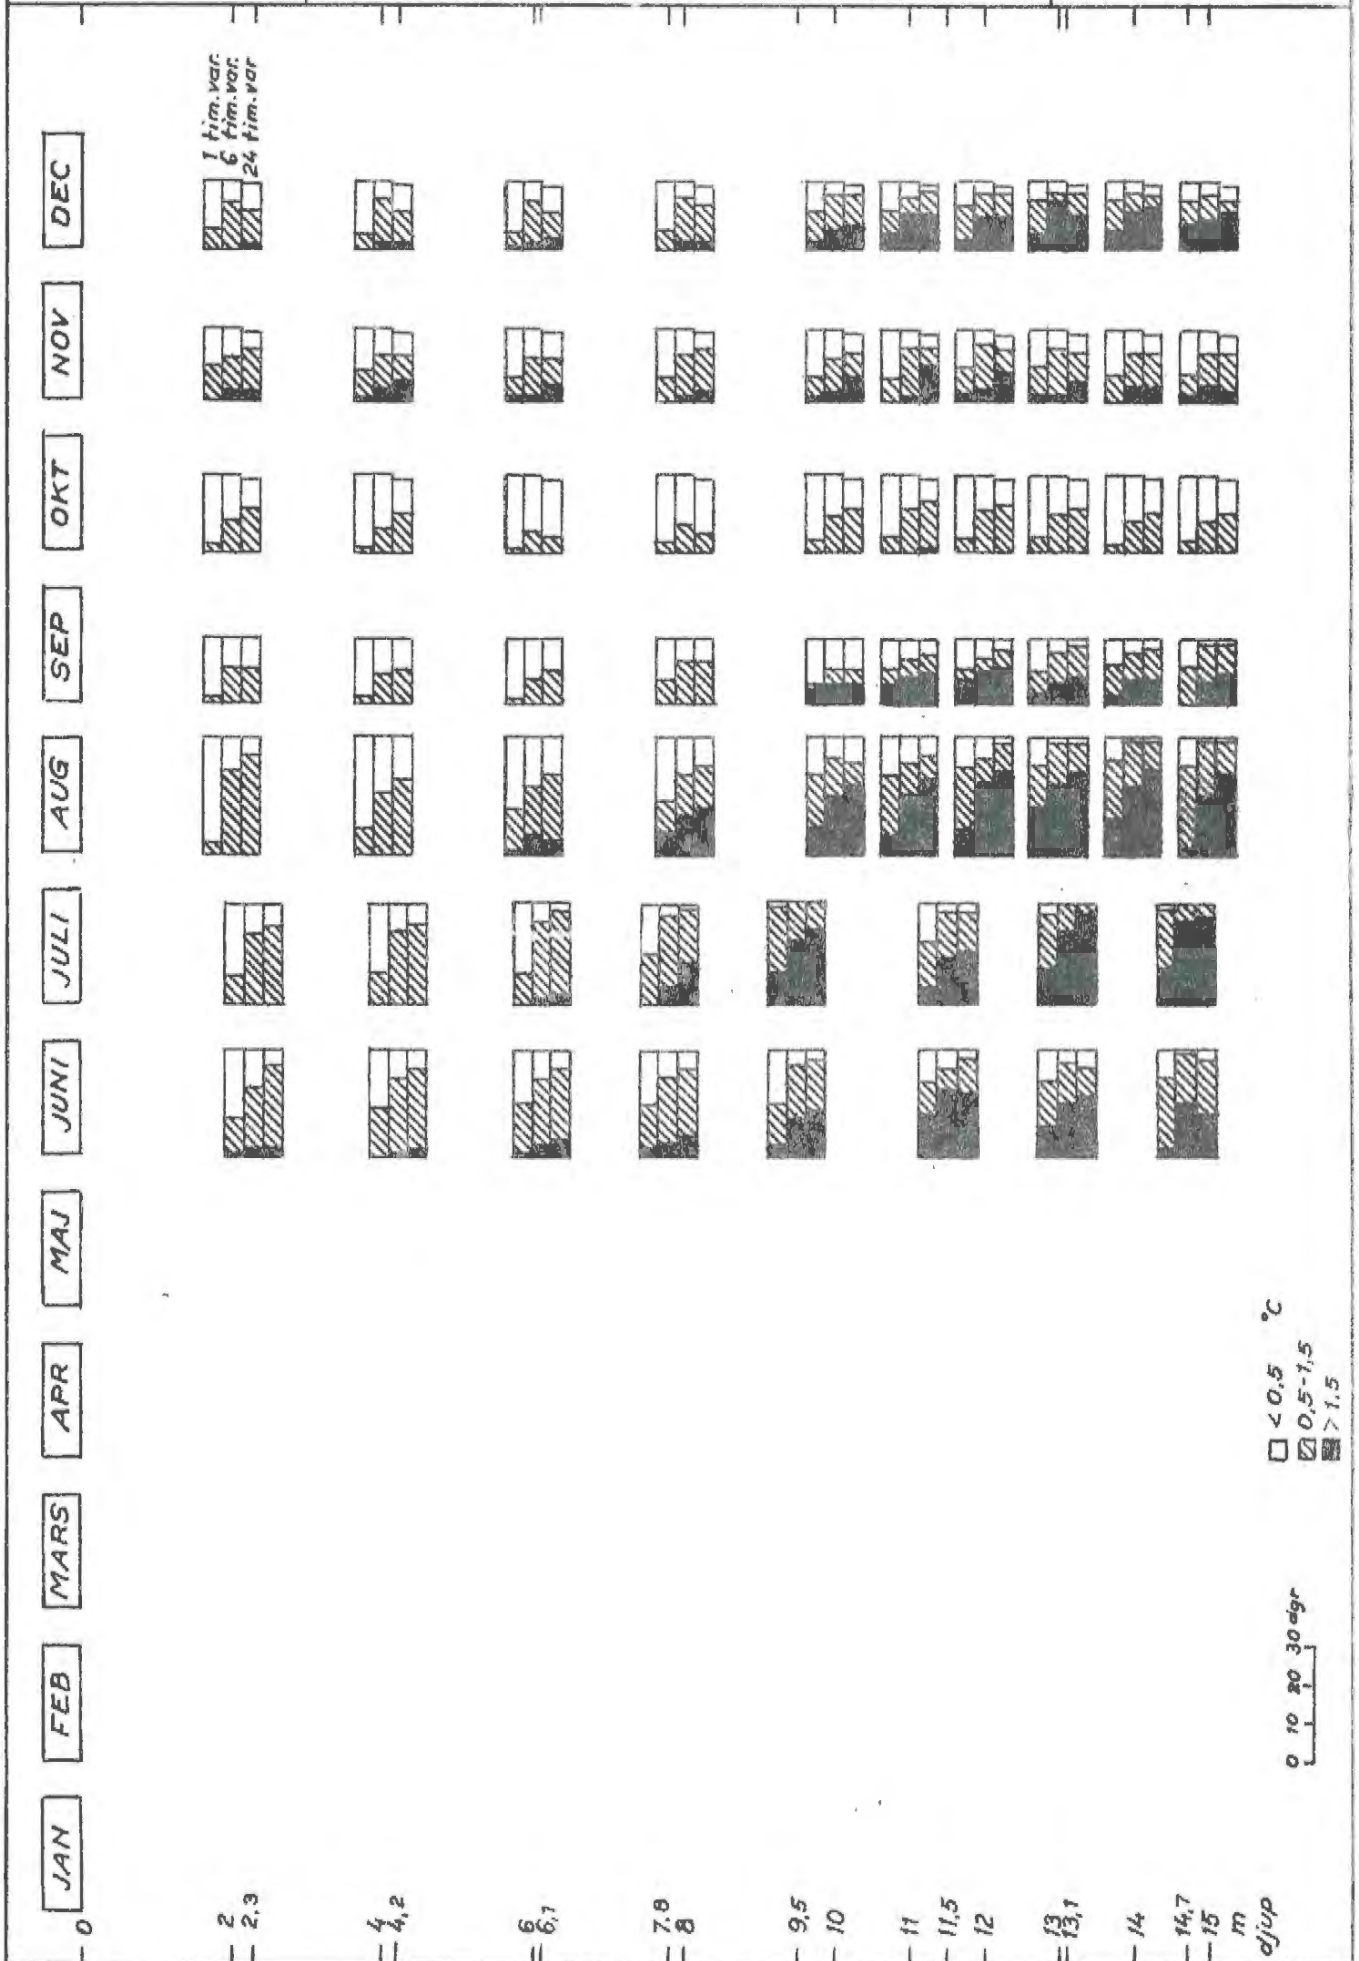 JAN FEB MARS APR MAJ JUNI JULI AUG SEP OKT NOV DEC
0
1 tim.var.
6 tim.var.
24 tim.var
2
2,3
4
4,2
6
6,1
7,8
8
9,5
10
11
11,5
12
13
13,1
14
14,7
15
m
djup
0 10 20 30 dgr
< 0,5 °C
0,5-1,5
> 1.5